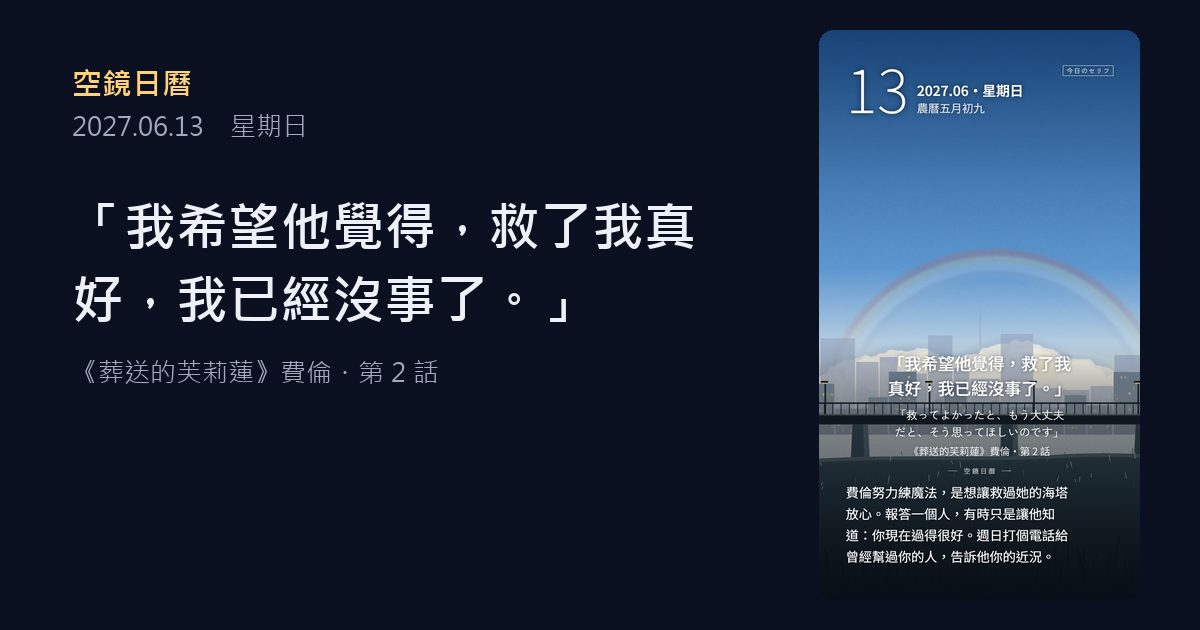 空鏡日曆
2027.06.13 星期日
「我希望他覺得，救了我真
好，我已經沒事了。」
《葬送的芙莉蓮》費倫．第 2 話
13
2027.06・星期日
農曆五月初九
今日のセリフ
「我希望他覺得，救了我
真好，我已經沒事了。」
「救ってよかったと、もう大丈夫
だと、そう思ってほしいのです」
《葬送的芙莉蓮》費倫・第 2 話
空鏡日曆
費倫努力練魔法，是想讓救過她的海塔
放心。報答一個人，有時只是讓他知
道：你現在過得很好。週日打個電話給
曾經幫過你的人，告訴他你的近況。